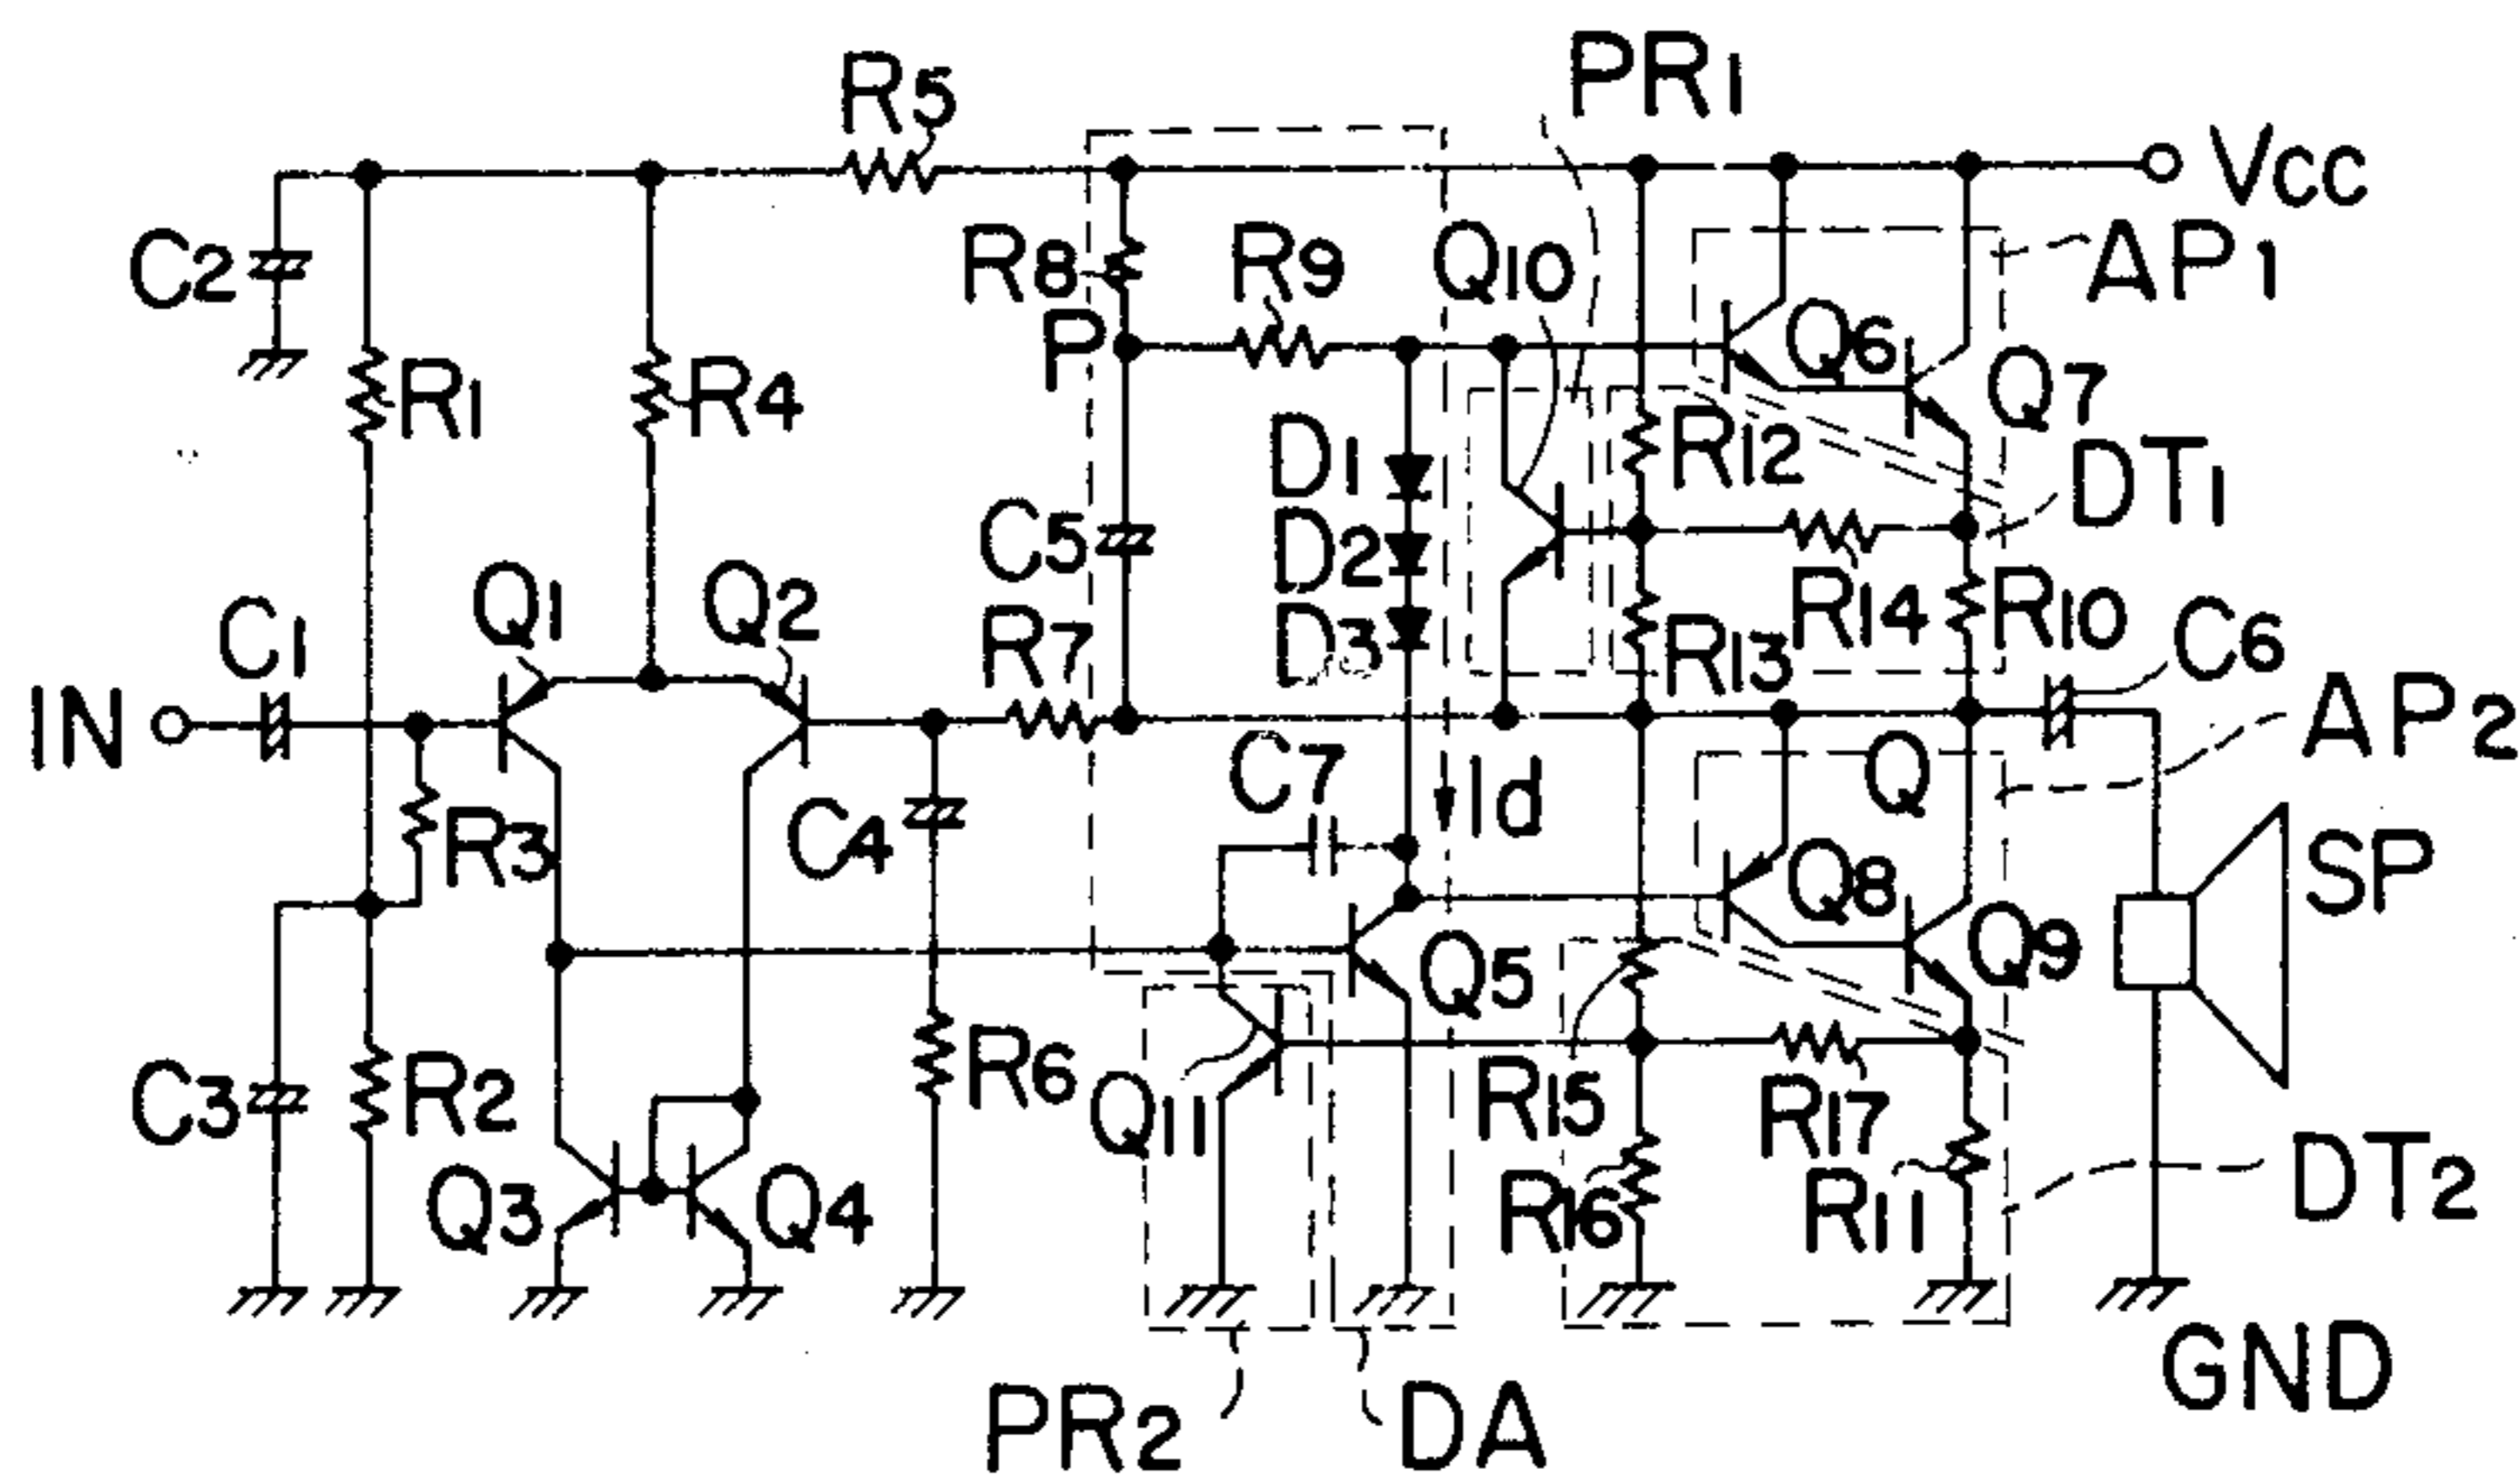 PR1
R5
Vcc
AP1
C2
R8
R9
Q10
Q6
Q7
P
R1
R4
D1
R12
DT1
C5
D2
Q1
Q2
C1
R7
D3
R13
R14
R10
C6
IN
AP2
C7
Id
Q
R3
C4
Q8
SP
Q5
Q9
C3
R2
R6
Q11
R15
R17
Q3
Q4
R16
R11
DT2
GND
PR2
DA